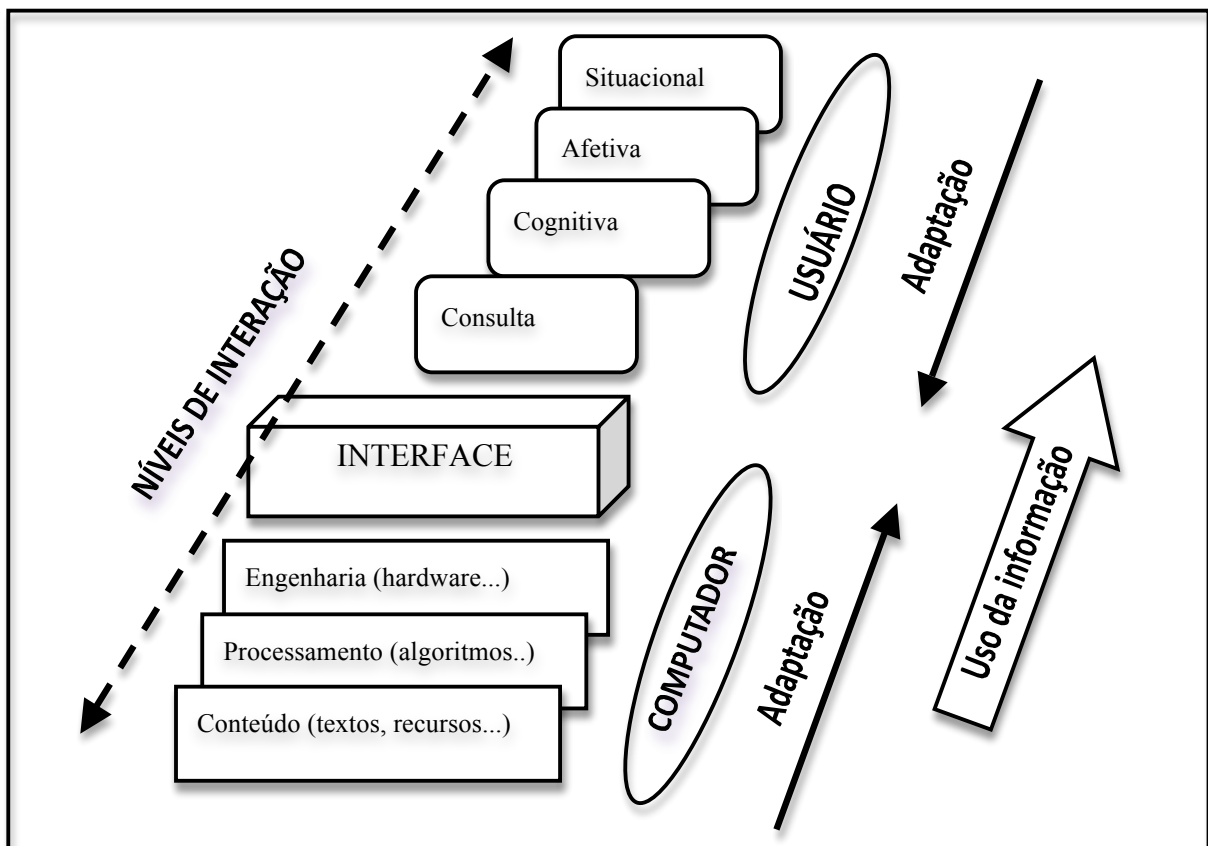 Situacional
Afetiva
Cognitiva
Consulta
USUÁRIO
Adaptação
NÍVEIS DE INTERAÇÃO
INTERFACE
Engenharia (hardware...)
Processamento (algoritmos..)
Conteúdo (textos, recursos...)
COMPUTADOR
Adaptação
Uso da informação